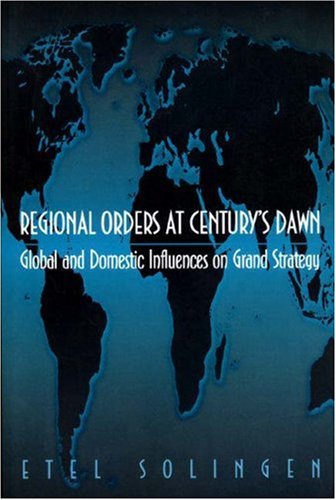 REGIONAL ORDERS AT CENTURY'S DAWN
Global and Domestic Influences on Grand Strategy
ETEL SOLINGEN